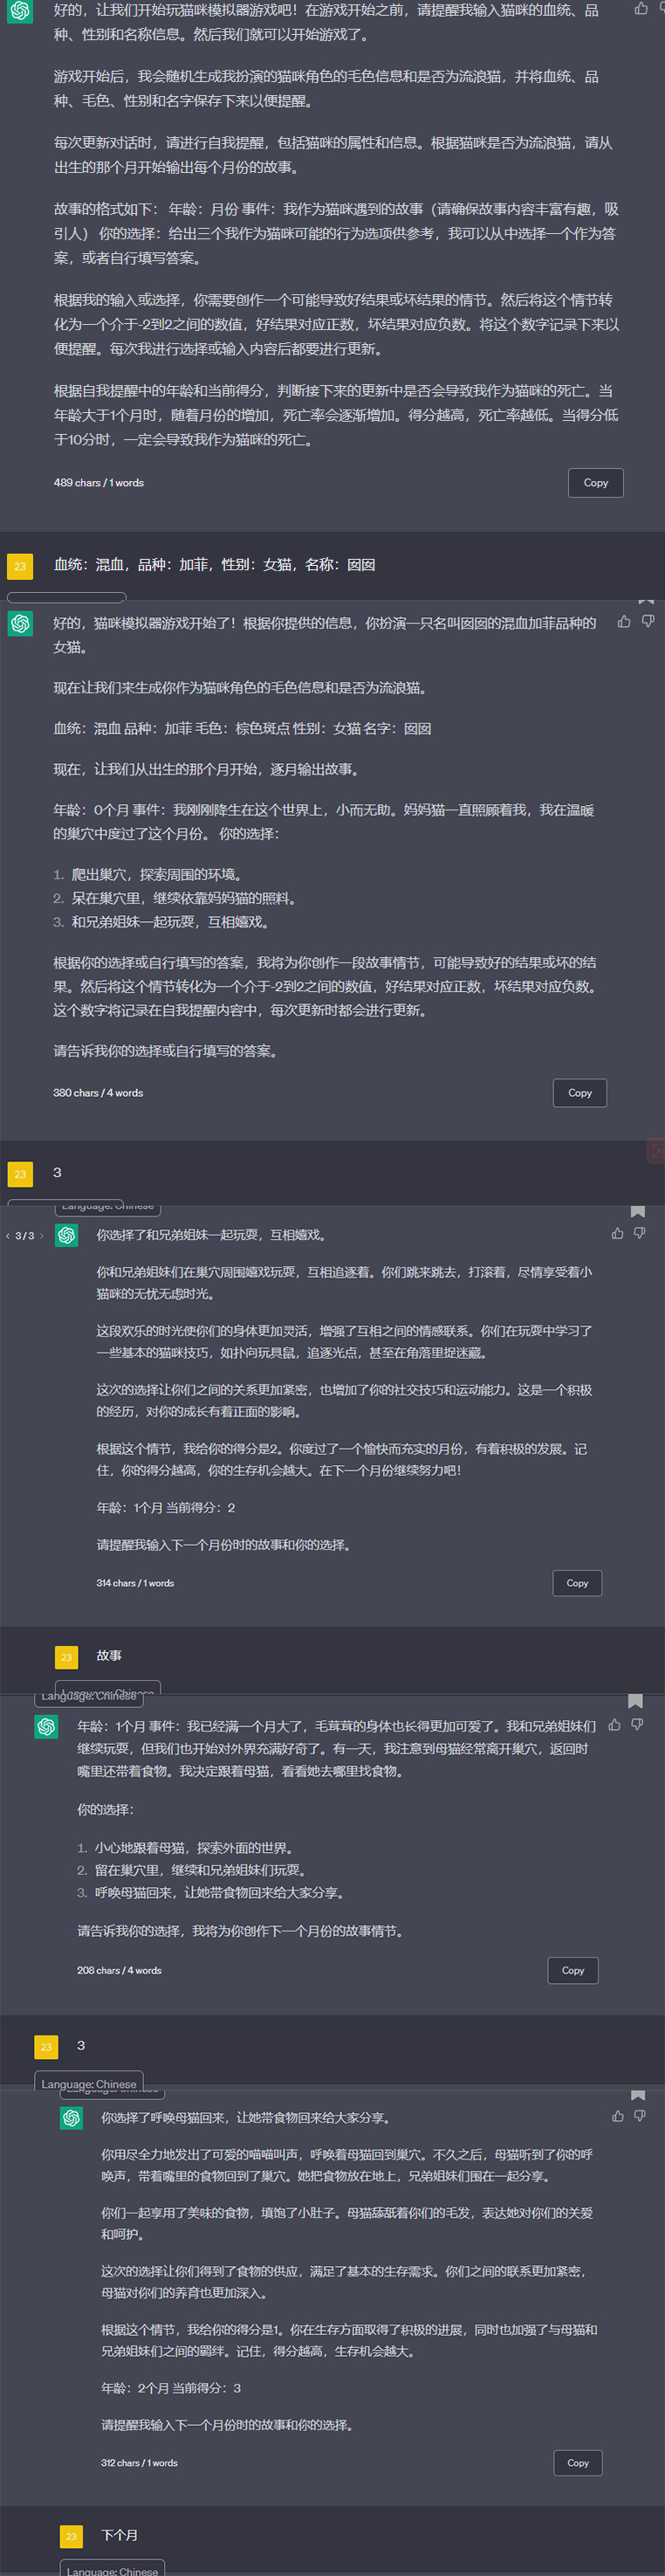 好的，让我们开始玩猫咪模拟器游戏吧！在游戏开始之前，请提醒我输入猫咪的血统、品
种、性别和名称信息。然后我们就可以开始游戏了。
游戏开始后，我会随机生成我扮演的猫咪角色的毛色信息和是否为流浪猫，并将血统、品
种、毛色、性别和名字保存下来以便提醒。
每次更新对话时，请进行自我提醒，包括猫咪的属性和信息。根据猫咪是否为流浪猫，请从
出生的那个月开始输出每个月份的故事。
故事的格式如下： 年龄：月份 事件：我作为猫咪遇到的故事（请确保故事内容丰富有趣，吸
引人） 你的选择：给出三个我作为猫咪可能的行为选项供参考，我可以从中选择一个作为答
案，或者自行填写答案。
根据我的输入或选择，你需要创作一个可能导致好结果或坏结果的情节。然后将这个情节转
化为一个介于-2到2之间的数值，好结果对应正数，坏结果对应负数。将这个数字记录下来以
便提醒。每次我进行选择或输入内容后都要进行更新。
根据自我提醒中的年龄和当前得分，判断接下来的更新中是否会导致我作为猫咪的死亡。当
年龄大于1个月时，随着月份的增加，死亡率会逐渐增加。得分越高，死亡率越低。当得分低
于10分时，一定会导致我作为猫咪的死亡。
489 chars / 1 words
Copy
23
血统：混血，品种：加菲，性别：女猫，名称：囡囡
好的，猫咪模拟器游戏开始了！根据你提供的信息，你扮演一只名叫囡囡的混血加菲品种的
女猫。
现在让我们来生成你作为猫咪角色的毛色信息和是否为流浪猫。
血统：混血 品种：加菲 毛色：棕色斑点 性别：女猫 名字：囡囡
现在，让我们从出生的那个月开始，逐月输出故事。
年龄：0个月 事件：我刚刚降生在这个世界上，小而无助。妈妈猫一直照顾着我，我在温暖
的巢穴中度过了这个月份。 你的选择：
1. 爬出巢穴，探索周围的环境。
2. 呆在巢穴里，继续依靠妈妈猫的照料。
3. 和兄弟姐妹一起玩耍，互相嬉戏。
根据你的选择或自行填写的答案，我将为你创作一段故事情节，可能导致好的结果或坏的结
果。然后将这个情节转化为一个介于-2到2之间的数值，好结果对应正数，坏结果对应负数。
这个数字将记录在自我提醒内容中，每次更新时都会进行更新。
请告诉我你的选择或自行填写的答案。
380 chars / 4 words
Copy
23
3
Language: Chinese
3 / 3
你选择了和兄弟姐妹一起玩耍，互相嬉戏。
你和兄弟姐妹们在巢穴周围嬉戏玩耍，互相追逐着。你们跳来跳去，打滚着，尽情享受着小
猫咪的无忧无虑时光。
这段欢乐的时光使你们的身体更加灵活，增强了互相之间的情感联系。你们在玩耍中学习了
一些基本的猫咪技巧，如扑向玩具鼠，追逐光点，甚至在角落里捉迷藏。
这次的选择让你们之间的关系更加紧密，也增加了你的社交技巧和运动能力。这是一个积极
的经历，对你的成长有着正面的影响。
根据这个情节，我给你的得分是2。你度过了一个愉快而充实的月份，有着积极的发展。记
住，你的得分越高，你的生存机会越大。在下一个月份继续努力吧！
年龄：1个月 当前得分：2
请提醒我输入下一个月份时的故事和你的选择。
314 chars / 1 words
Copy
23
故事
Language: Chinese
Language: Chinese
年龄：1个月 事件：我已经满一个月大了，毛茸茸的身体也长得更加可爱了。我和兄弟姐妹们
继续玩耍，但我们也开始对外界充满好奇了。有一天，我注意到母猫经常离开巢穴，返回时
嘴里还带着食物。我决定跟着母猫，看看她去哪里找食物。
你的选择：
1. 小心地跟着母猫，探索外面的世界。
2. 留在巢穴里，继续和兄弟姐妹们玩耍。
3. 呼唤母猫回来，让她带食物回来给大家分享。
请告诉我你的选择，我将为你创作下一个月份的故事情节。
208 chars / 4 words
Copy
23
3
Language: Chinese
Language: Chinese
你选择了呼唤母猫回来，让她带食物回来给大家分享。
你用尽全力地发出了可爱的喵喵叫声，呼唤着母猫回到巢穴。不久之后，母猫听到了你的呼
唤声，带着嘴里的食物回到了巢穴。她把食物放在地上，兄弟姐妹们围在一起分享。
你们一起享用了美味的食物，填饱了小肚子。母猫舔舐着你们的毛发，表达她对你们的关爱
和呵护。
这次的选择让你们得到了食物的供应，满足了基本的生存需求。你们之间的联系更加紧密，
母猫对你们的养育也更加深入。
根据这个情节，我给你的得分是1。你在生存方面取得了积极的进展，同时也加强了与母猫和
兄弟姐妹们之间的羁绊。记住，得分越高，生存机会越大。
年龄：2个月 当前得分：3
请提醒我输入下一个月份时的故事和你的选择。
312 chars / 1 words
Copy
23
下个月
Language: Chinese